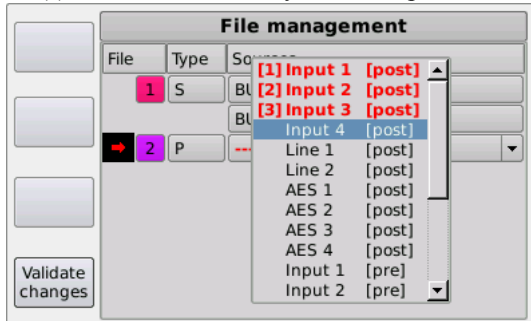 File management
File Type
1 S
[1] Input 1 [post]
[2] Input 2 [post]
[3] Input 3 [post]
Input 4 [post]
2 P ---
Line 1 [post]
Line 2 [post]
AES 1 [post]
AES 2 [post]
AES 3 [post]
AES 4 [post]
Input 1 [pre]
Input 2 [pre]
Validate
changes